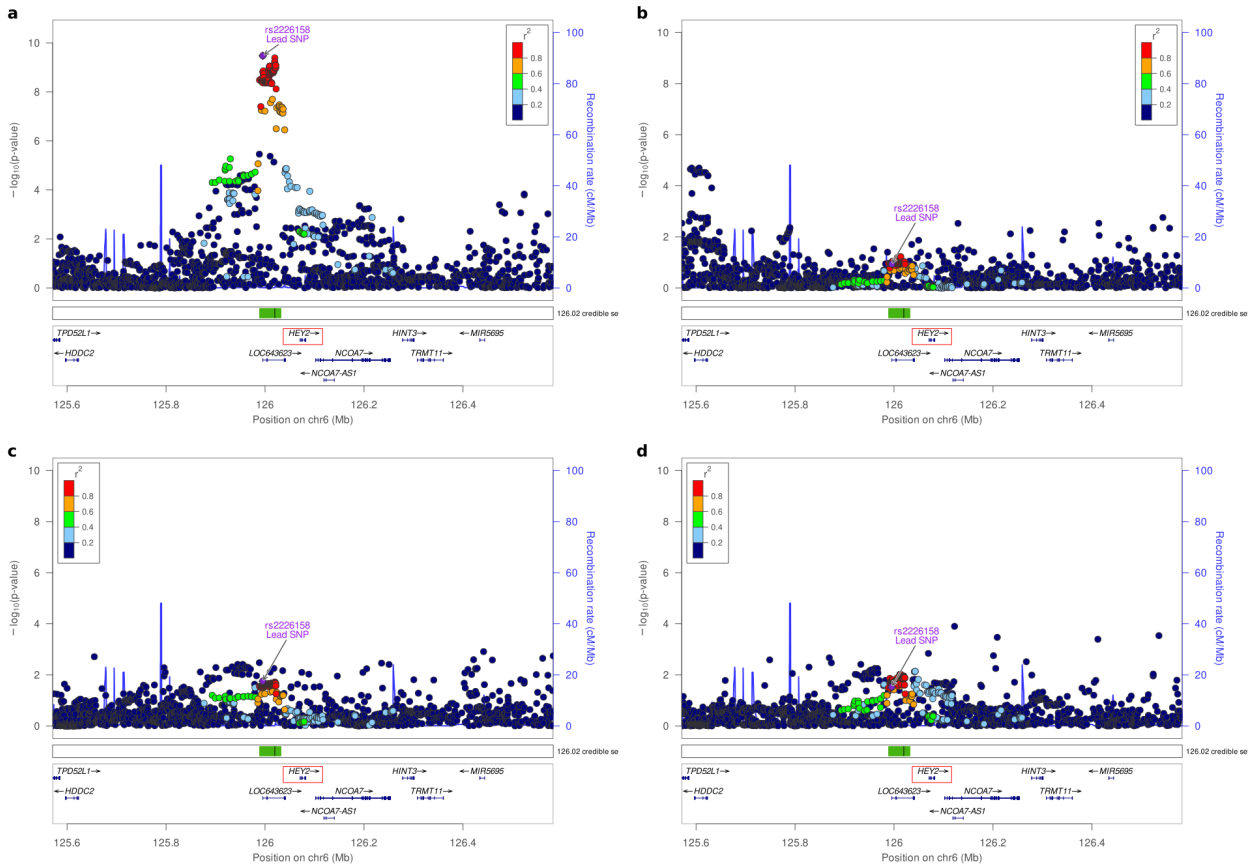 a
rs2226158
Lead SNP
r2
0.8
0.6
0.4
0.2
10
8
6
4
2
0
− log10(p-value)
100
80
60
40
20
0
Recombination rate (cM/Mb)
126.02 credible se
TPD52L1→
HEY2→
HINT3→
←MIR5695
←HDDC2
LOC643623→
NCOA7→
TRMT11→
←NCOA7-AS1
125.6
125.8
126
126.2
126.4
Position on chr6 (Mb)
b
rs2226158
Lead SNP
r2
0.8
0.6
0.4
0.2
10
8
6
4
2
0
− log10(p-value)
100
80
60
40
20
0
Recombination rate (cM/Mb)
126.02 credible se
TPD52L1→
HEY2→
HINT3→
←MIR5695
←HDDC2
LOC643623→
NCOA7→
TRMT11→
←NCOA7-AS1
125.6
125.8
126
126.2
126.4
Position on chr6 (Mb)
c
rs2226158
Lead SNP
r2
0.8
0.6
0.4
0.2
10
8
6
4
2
0
− log10(p-value)
100
80
60
40
20
0
Recombination rate (cM/Mb)
126.02 credible se
TPD52L1→
HEY2→
HINT3→
←MIR5695
←HDDC2
LOC643623→
NCOA7→
TRMT11→
←NCOA7-AS1
125.6
125.8
126
126.2
126.4
Position on chr6 (Mb)
d
rs2226158
Lead SNP
r2
0.8
0.6
0.4
0.2
10
8
6
4
2
0
− log10(p-value)
100
80
60
40
20
0
Recombination rate (cM/Mb)
126.02 credible se
TPD52L1→
HEY2→
HINT3→
←MIR5695
←HDDC2
LOC643623→
NCOA7→
TRMT11→
←NCOA7-AS1
125.6
125.8
126
126.2
126.4
Position on chr6 (Mb)